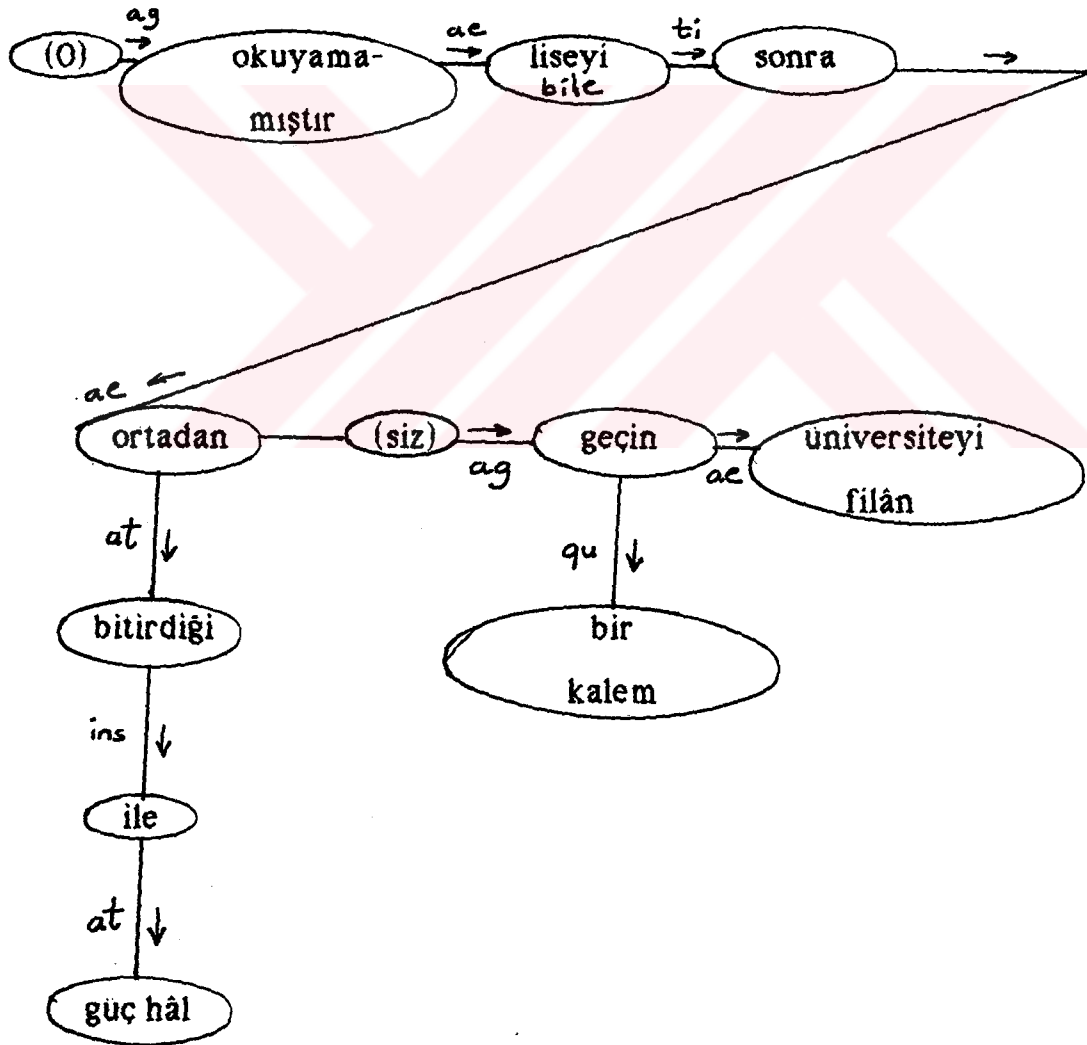 ag ae ti
(O) okuyama- liseyi sonra
mıştır bile
ae
ortadan (siz) geçin üniversiteyi
ag ae
filân
at qu
bitirdiği bir
kalem
ins
ile
at
güç hâl